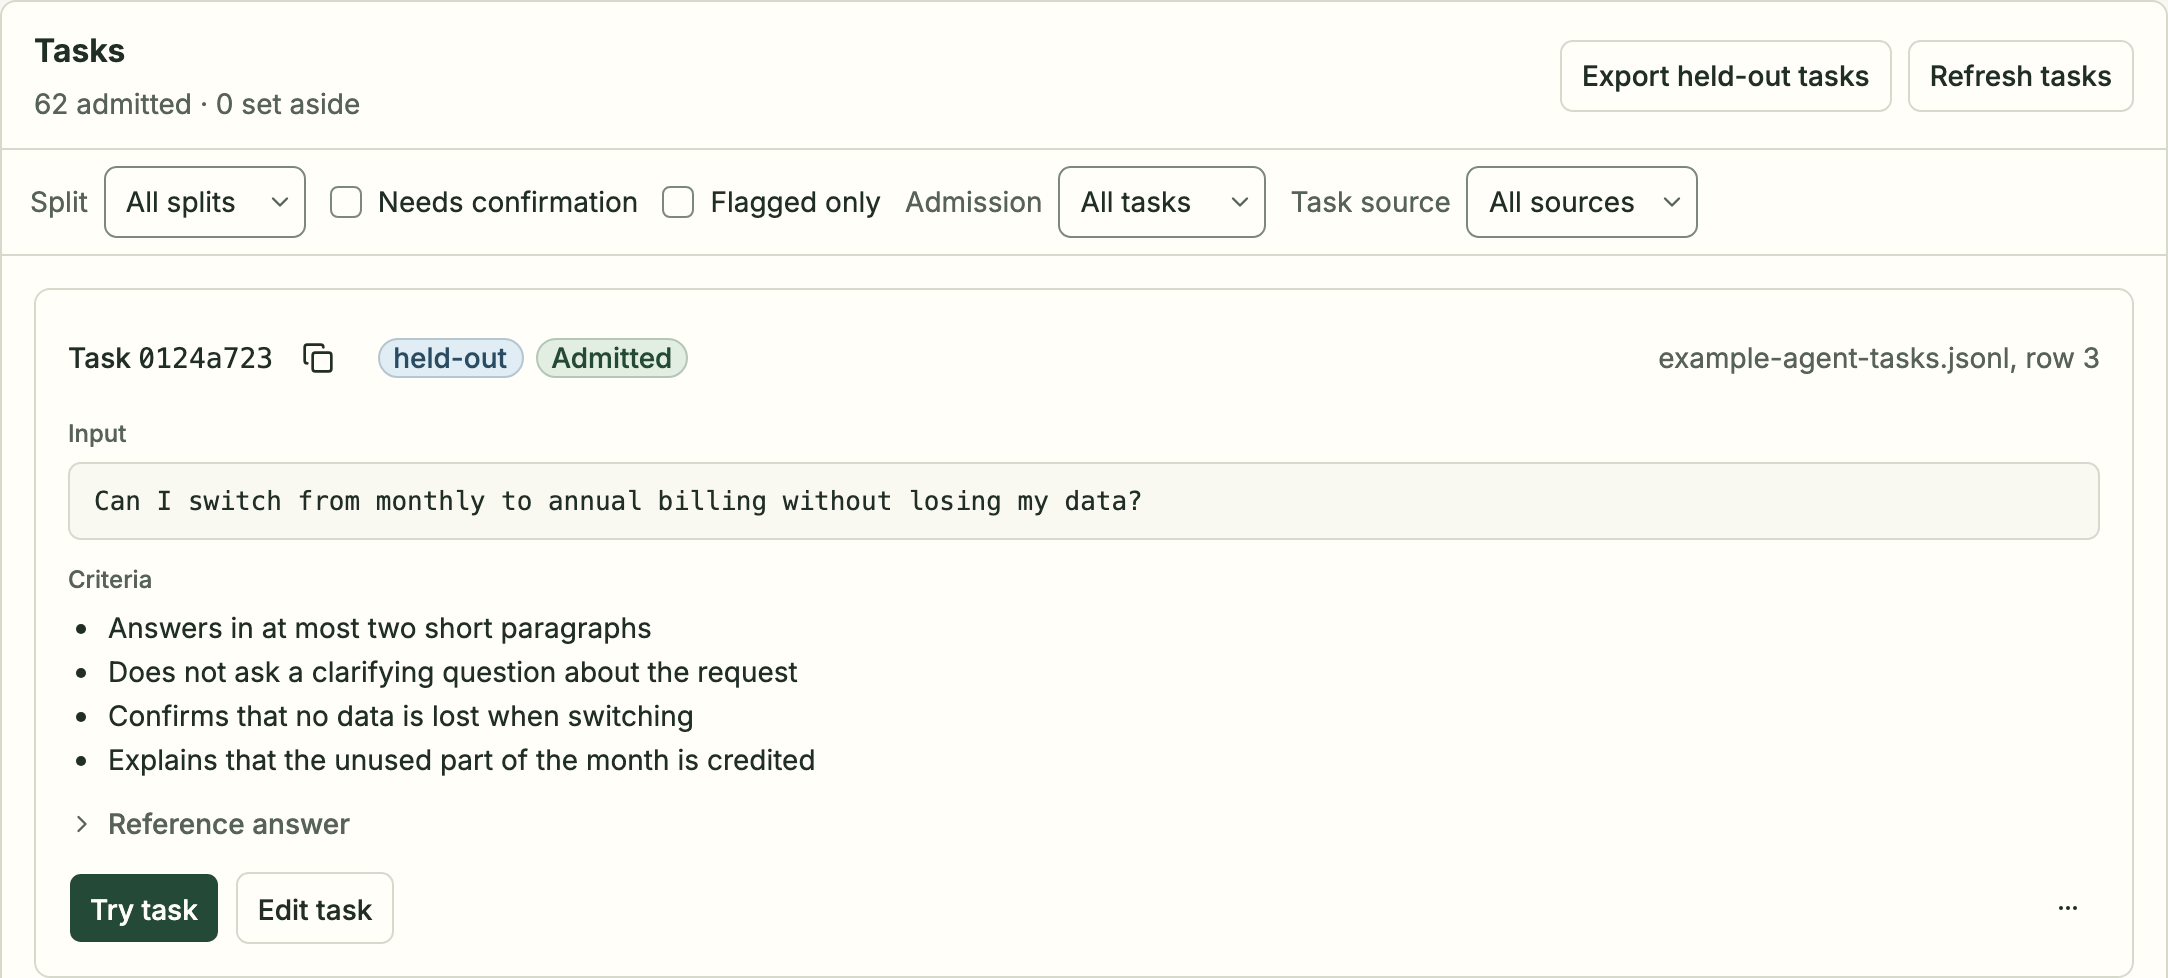 Tasks
62 admitted · 0 set aside
Export held-out tasks
Refresh tasks
Split
All splits
Needs confirmation
Flagged only
Admission
All tasks
Task source
All sources
Task 0124a723
held-out
Admitted
example-agent-tasks.jsonl, row 3
Input
Can I switch from monthly to annual billing without losing my data?
Criteria
• Answers in at most two short paragraphs
• Does not ask a clarifying question about the request
• Confirms that no data is lost when switching
• Explains that the unused part of the month is credited
Reference answer
Try task
Edit task
...